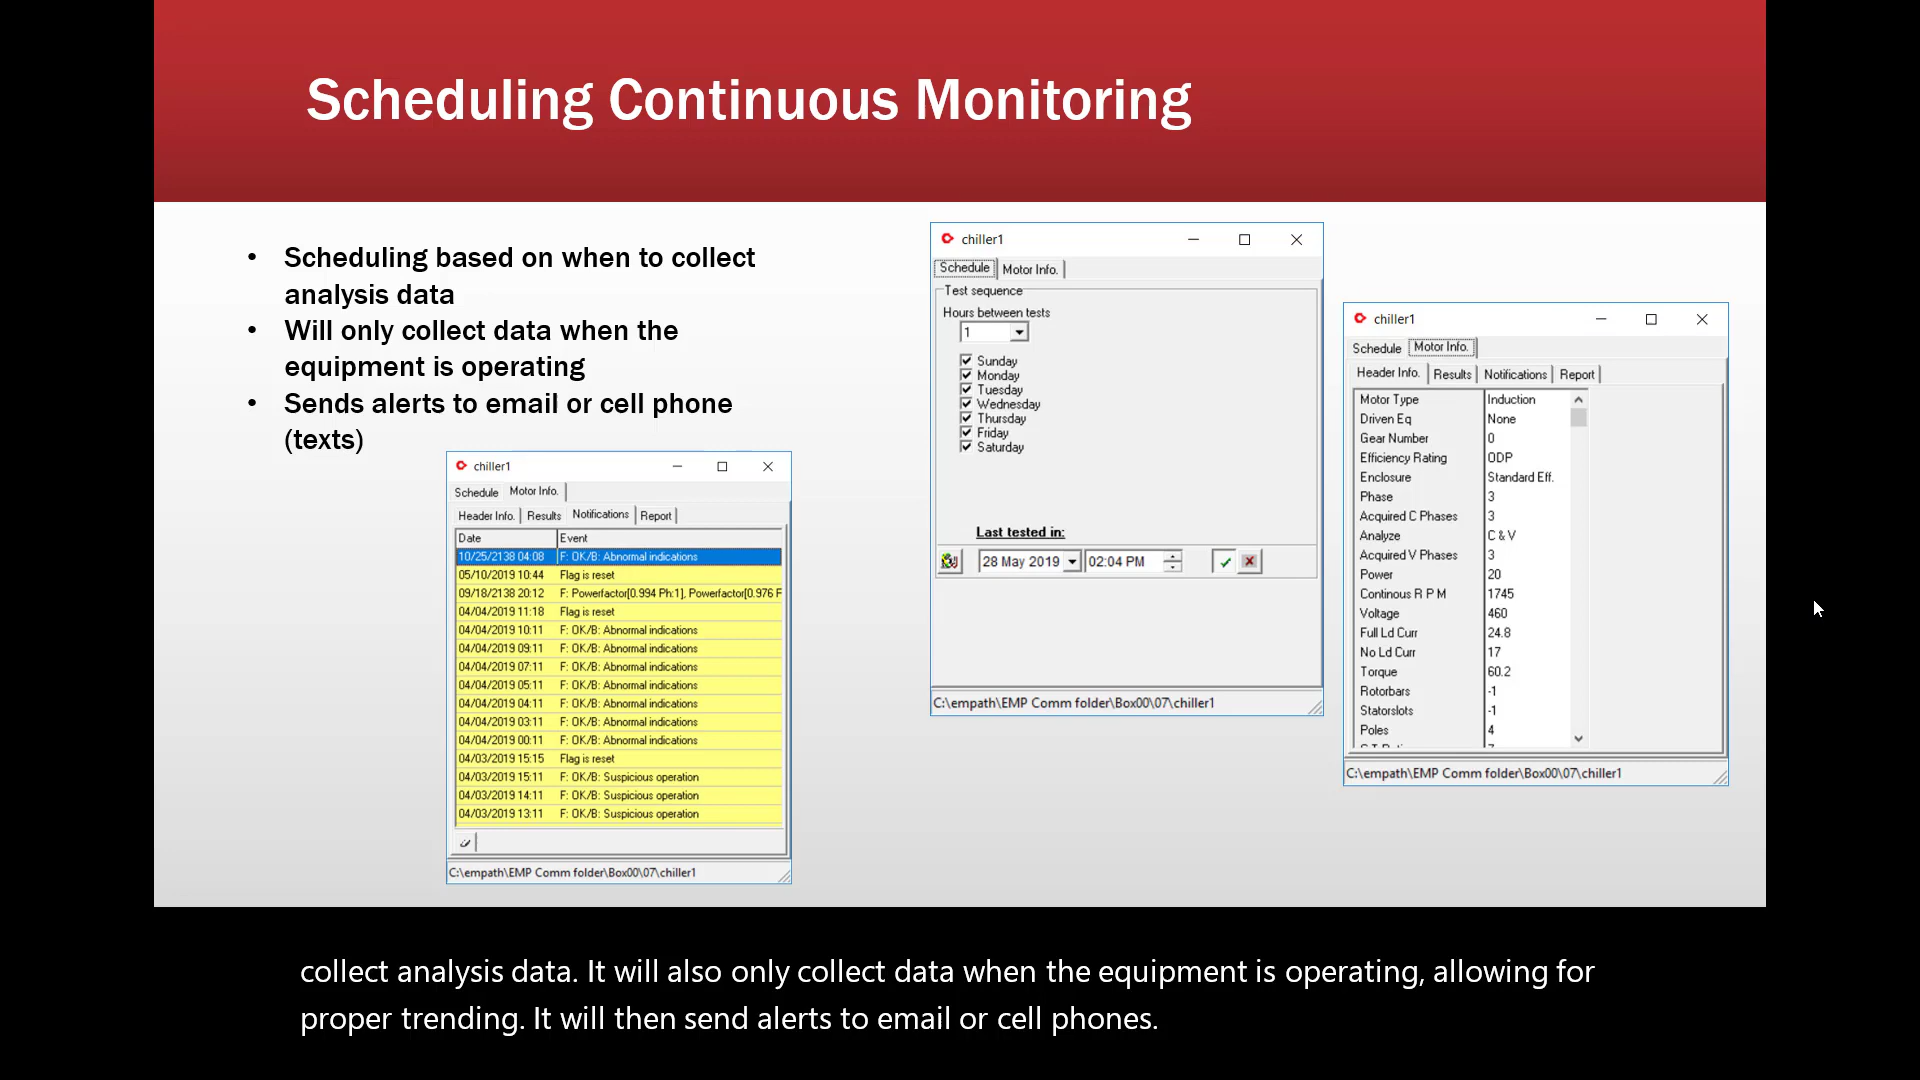 Scheduling Continuous Monitoring
• Scheduling based on when to collect
analysis data
• Will only collect data when the
equipment is operating
• Sends alerts to email or cell phone
(texts)
chiller1
Schedule Motor Info.
Header Info. Results Notifications Report
Date Event
10/25/2138 04:08 F: OK/B: Abnormal indications
05/10/2019 10:44 Flag is reset
09/18/2138 20:12 F: Powerfactor[0.994 Ph:1], Powerfactor[0.976 F
04/04/2019 11:18 Flag is reset
04/04/2019 10:11 F: OK/B: Abnormal indications
04/04/2019 09:11 F: OK/B: Abnormal indications
04/04/2019 07:11 F: OK/B: Abnormal indications
04/04/2019 05:11 F: OK/B: Abnormal indications
04/04/2019 04:11 F: OK/B: Abnormal indications
04/04/2019 03:11 F: OK/B: Abnormal indications
04/04/2019 00:11 F: OK/B: Abnormal indications
04/03/2019 15:15 Flag is reset
04/03/2019 15:11 F: OK/B: Suspicious operation
04/03/2019 14:11 F: OK/B: Suspicious operation
04/03/2019 13:11 F: OK/B: Suspicious operation
C:\empath\EMP Comm folder\Box00\07\chiller1
chiller1
Schedule Motor Info.
Test sequence
Hours between tests
1
Sunday
Monday
Tuesday
Wednesday
Thursday
Friday
Saturday
Last tested in:
28 May 2019 02:04 PM
C:\empath\EMP Comm folder\Box00\07\chiller1
chiller1
Schedule Motor Info.
Header Info. Results Notifications Report
Motor Type Induction
Driven Eq None
Gear Number 0
Efficiency Rating ODP
Enclosure Standard Eff.
Phase 3
Acquired C Phases 3
Analyze C & V
Acquired V Phases 3
Power 20
Continous R P M 1745
Voltage 460
Full Ld Curr 24.8
No Ld Curr 17
Torque 60.2
Rotorbars -1
Statorslots -1
Poles 4
C:\empath\EMP Comm folder\Box00\07\chiller1
collect analysis data. It will also only collect data when the equipment is operating, allowing for
proper trending. It will then send alerts to email or cell phones.